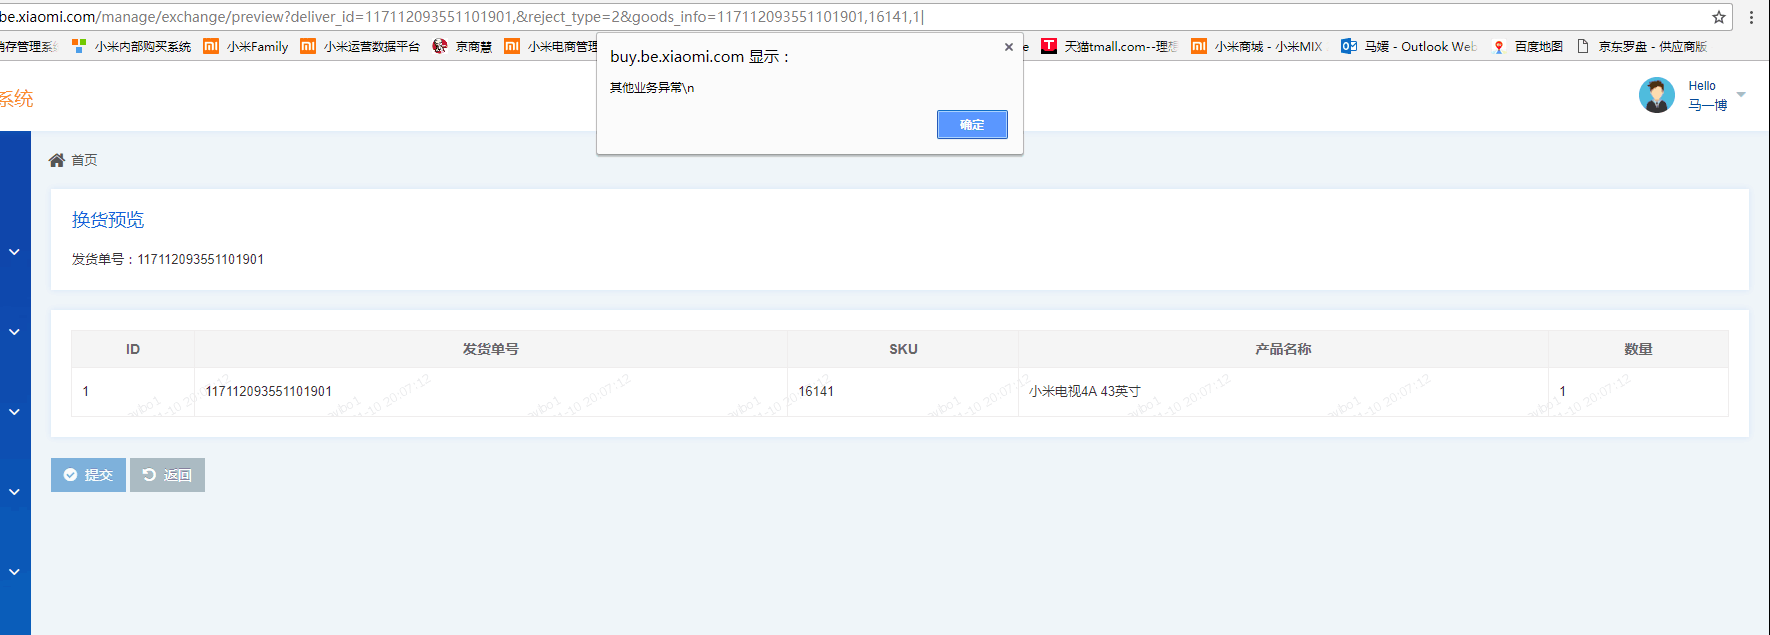 be.xiaomi.com/manage/exchange/preview?deliver_id=117112093551101901,&reject_type=2&goods_info=117112093551101901,16141,1|
储存管理系统 小米内部购买系统 小米Family 小米运营数据平台 京商慧 小米电商管理 e 天猫tmall.com--理想 小米商城 - 小米MIX 马媛 - Outlook Web 百度地图 京东罗盘 - 供应商版
buy.be.xiaomi.com 显示：
其他业务异常\n
确定
系统
Hello
马一博
首页
换货预览
发货单号：117112093551101901
ID 发货单号 SKU 产品名称 数量
1 117112093551101901 16141 小米电视4A 43英寸 1
提交 返回